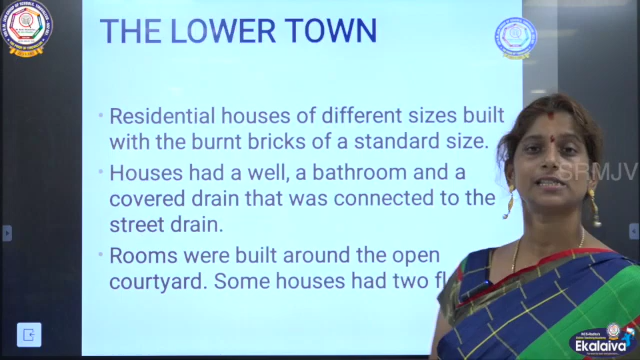 THE LOWER TOWN
• Residential houses of different sizes built
with the burnt bricks of a standard size.
• Houses had a well, a bathroom and a
covered drain that was connected to the
street drain.
• Rooms were built around the open
courtyard. Some houses had two fl
SRMJV
Ekalaiva